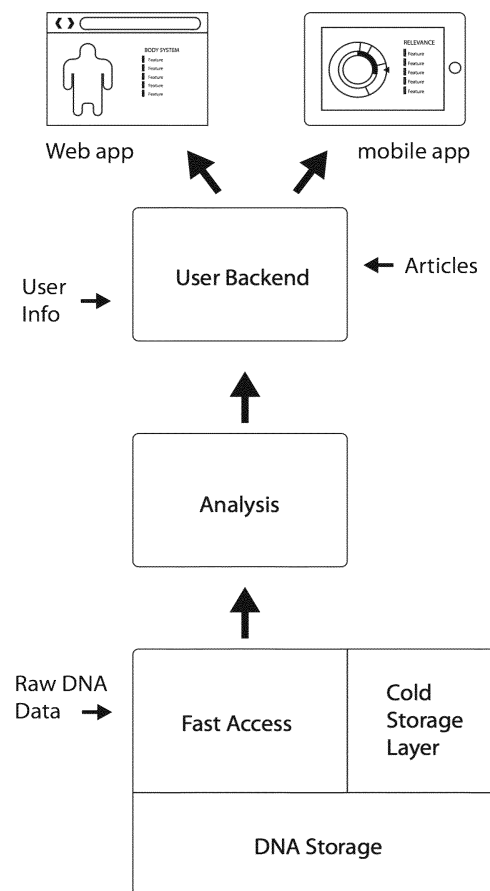 BODY SYSTEM
Feature
Feature
Feature
Feature
Feature
RELEVANCE
Feature
Feature
Feature
Feature
Feature
Web app
mobile app
User Backend
Articles
User
Info
Analysis
Raw DNA
Data
Fast Access
Cold
Storage
Layer
DNA Storage